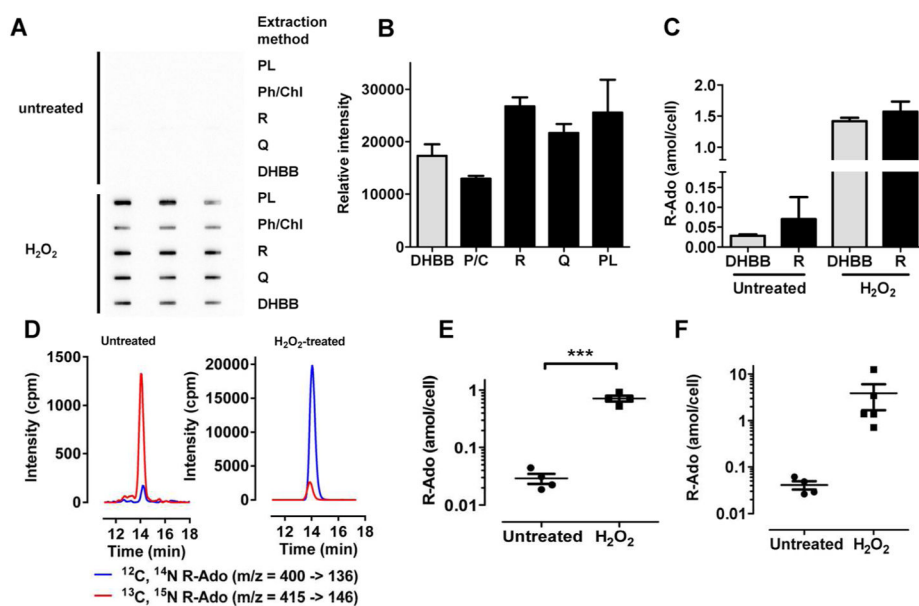 A
Extraction
method
untreated
PL
Ph/Chl
R
Q
DHBB
H₂O₂
PL
Ph/Chl
R
Q
DHBB
B
Relative intensity
40000
30000
20000
10000
0
DHBB P/C R Q PL
C
R-Ado (amol/cell)
2.0
1.5
1.0
0.15
0.10
0.05
0.00
DHBB R DHBB R
Untreated H₂O₂
D
Untreated
Intensity (cpm)
1500
1000
500
0
12 14 16 18
Time (min)
H₂O₂-treated
Intensity (cpm)
20000
15000
10000
5000
0
12 14 16 18
Time (min)
¹²C, ¹⁴N R-Ado (m/z = 400 -> 136)
¹³C, ¹⁵N R-Ado (m/z = 415 -> 146)
E
R-Ado (amol/cell)
***
1
0.1
0.01
Untreated H₂O₂
F
R-Ado (amol/cell)
10
1
0.1
0.01
Untreated H₂O₂